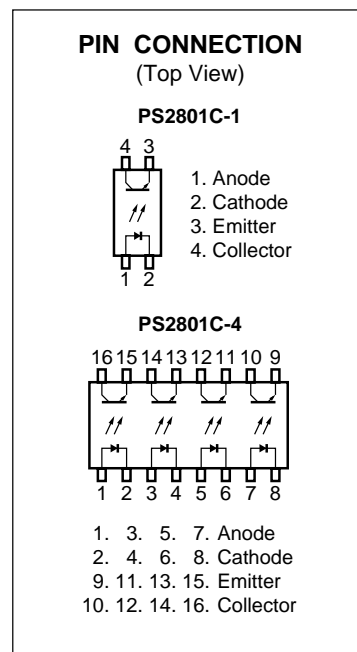 PIN CONNECTION
(Top View)
PS2801C-1
4 3
1. Anode
2. Cathode
3. Emitter
4. Collector
1 2
PS2801C-4
16 15 14 13 12 11 10 9
1 2 3 4 5 6 7 8
1. 3. 5. 7. Anode
2. 4. 6. 8. Cathode
9. 11. 13. 15. Emitter
10. 12. 14. 16. Collector